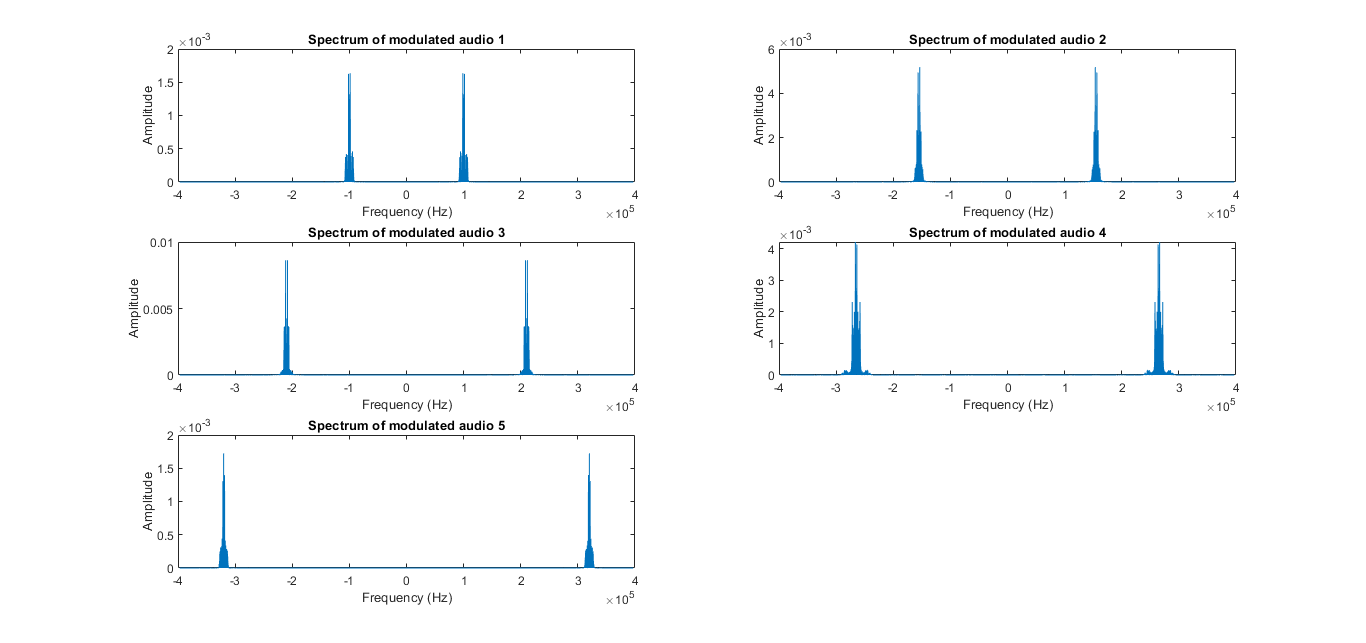 Spectrum of modulated audio 1
×10-3
2
1.5
1
0.5
0
Amplitude
-4 -3 -2 -1 0 1 2 3 4
Frequency (Hz)
×105
Spectrum of modulated audio 2
×10-3
6
4
2
0
Amplitude
-4 -3 -2 -1 0 1 2 3 4
Frequency (Hz)
×105
Spectrum of modulated audio 3
0.01
0.005
0
Amplitude
-4 -3 -2 -1 0 1 2 3 4
Frequency (Hz)
×105
Spectrum of modulated audio 4
×10-3
4
3
2
1
0
Amplitude
-4 -3 -2 -1 0 1 2 3 4
Frequency (Hz)
×105
Spectrum of modulated audio 5
×10-3
2
1.5
1
0.5
0
Amplitude
-4 -3 -2 -1 0 1 2 3 4
Frequency (Hz)
×105